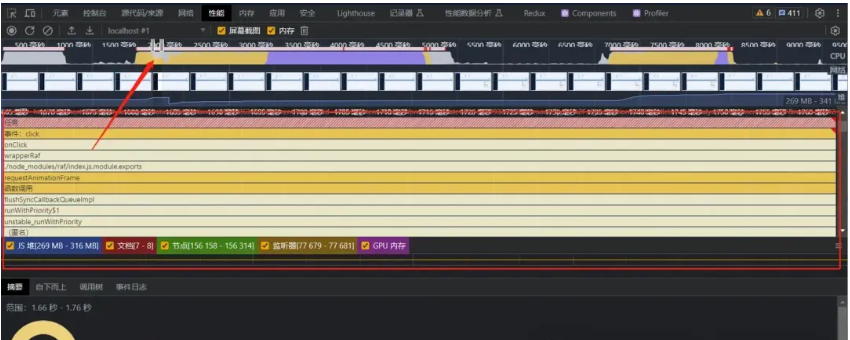 元素 控制台 源代码/来源 网络 性能 内存 应用 安全 Lighthouse 记录器 性能数据分析 Redux Components Profiler 6 411
localhost #1 屏幕截图 内存
500 毫秒 1000 毫秒 1500 毫秒 2500 毫秒 3000 毫秒 3500 毫秒 4000 毫秒 4500 毫秒 5000 毫秒 5500 毫秒 6000 毫秒 6500 毫秒 7000 毫秒 7500 毫秒 8000 毫秒 8500 毫秒 9000 毫秒
CPU
网络
269 MB - 341
任务
事件: click
onClick
wrapperRaf
./node_modules/raf/index.js.module.exports
requestAnimationFrame
函数调用
flushSyncCallbackQueueImpl
runWithPriority$1
unstable_runWithPriority
(匿名)
JS 堆[269 MB - 316 MB] 文档[7 - 8] 节点[156 158 - 156 314] 监听器[77 679 - 77 681] GPU 内存
摘要 自下而上 调用树 事件日志
范围: 1.66 秒 - 1.76 秒